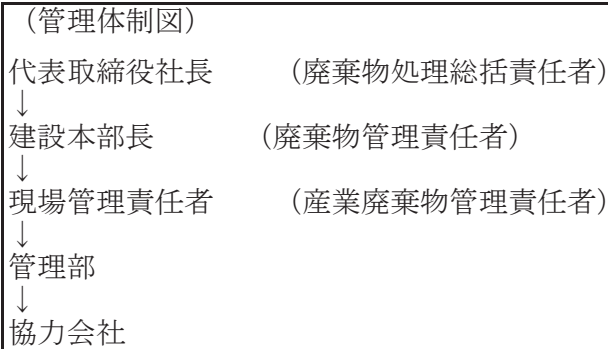 （管理体制図）
代表取締役社長　　　（廃棄物処理総括責任者）
↓
建設本部長　　　　（廃棄物管理責任者）
↓
現場管理責任者　　　（産業廃棄物管理責任者）
↓
管理部
↓
協力会社